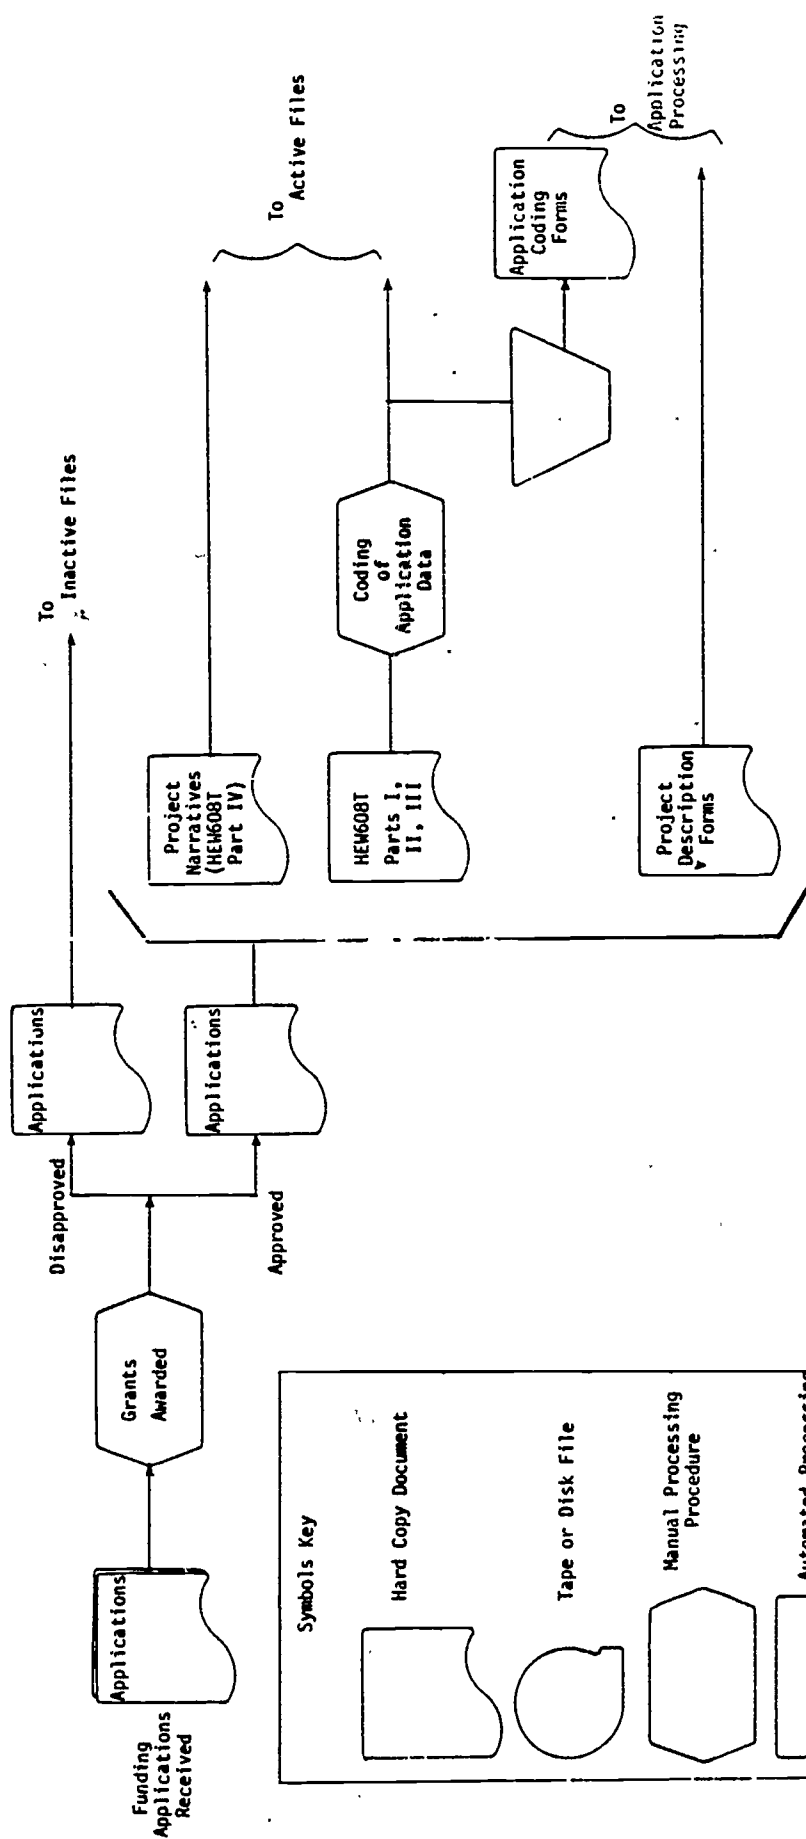 Funding
Applications
Received
Applications
Grants
Awarded
Disapproved
Approved
Applications
Applications
To
Inactive Files
Project
Narratives
(HEW608T
Part IV)
HEW608T
Parts I,
II, III
Project
Description
Forms
Coding
of
Application
Data
To
Active Files
Application
Coding
Forms
To
Application
Processing
Symbols Key
Hard Copy Document
Tape or Disk File
Manual Processing
Procedure
Automated Processing